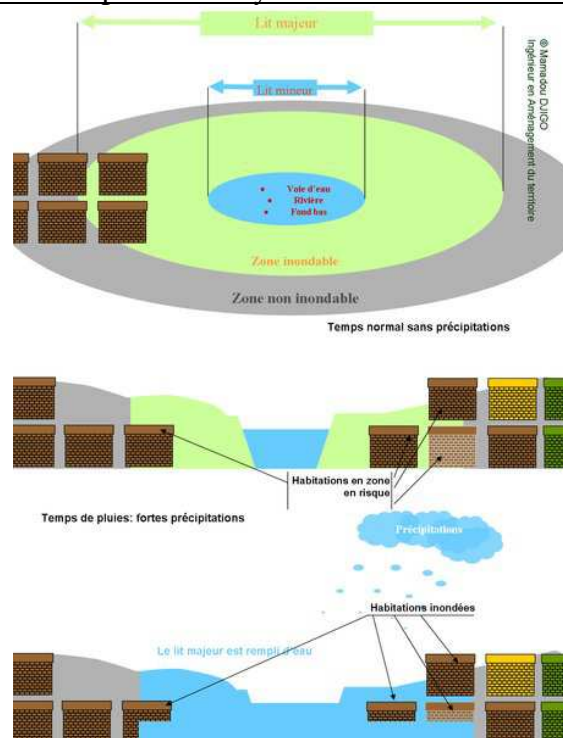 Lit majeur
Lit mineur
© Mamadou DJIGO
Ingénieur en Aménagement du territoire
Voie d'eau
Rivière
Fond bas
Zone inondable
Zone non inondable
Temps normal sans précipitations
Habitations en zone
en risque
Temps de pluies: fortes précipitations
Précipitations
Habitations inondées
Le lit majeur est rempli d'eau